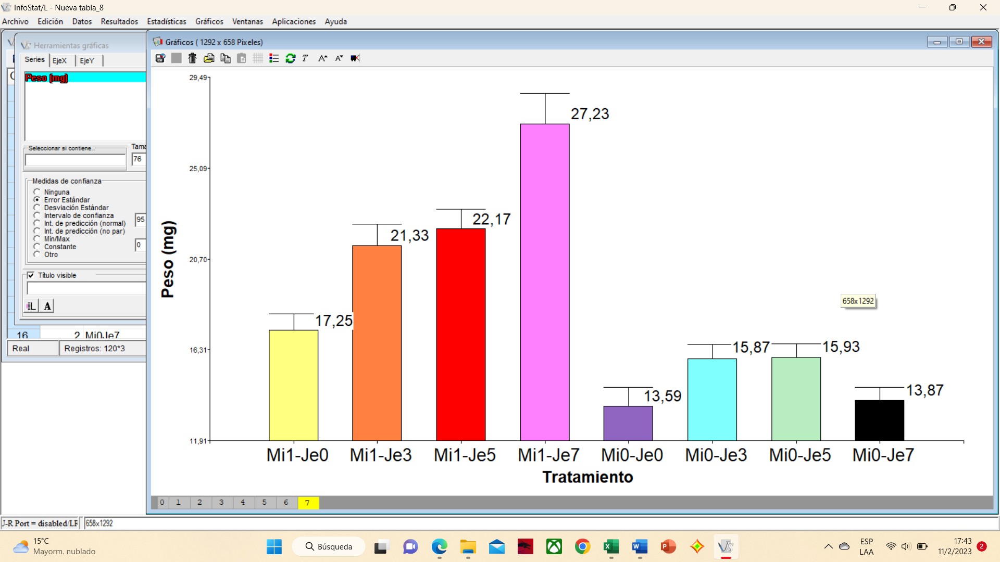 InfoStat/L - Nueva tabla_8
Archivo Edición Datos Resultados Estadísticas Gráficos Ventanas Aplicaciones Ayuda
Herramientas gráficas
Series EjeX EjeY
Peso (mg)
Seleccionar si contiene..
76
Medidas de confianza
Ninguna
Error Estándar
Desviación Estándar
Intervalo de confianza
95
Int. de predicción (normal)
Int. de predicción (no par)
Min/Max
Constante
0
Otro
Título visible
A
16 2 Mi0Je7
Real Registros: 120*3
Gráficos ( 1292 x 658 Pixeles)
29,49
27,23
25,09
22,17
21,33
20,70
17,25
16,31
15,87
15,93
13,59
13,87
11,91
Peso (mg)
658x1292
Mi1-Je0 Mi1-Je3 Mi1-Je5 Mi1-Je7 Mi0-Je0 Mi0-Je3 Mi0-Je5 Mi0-Je7
Tratamiento
0 1 2 3 4 5 6 7
J-R Port = disabled/LF 658x1292
15°C
Mayorm. nublado
Búsqueda
ESP
LAA
17:43
11/2/2023
2